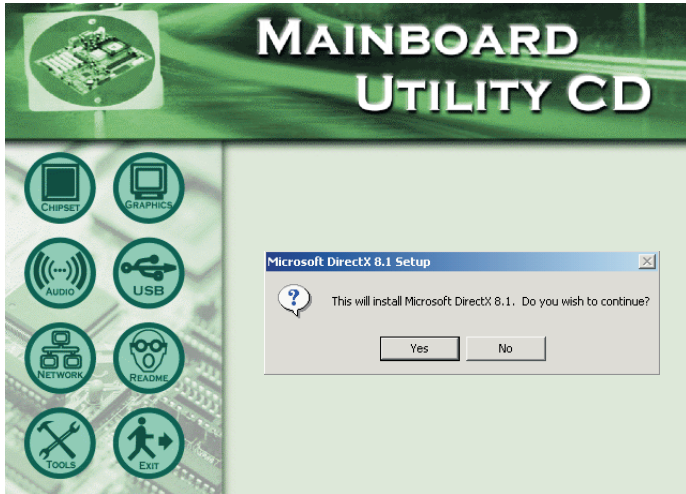 MAINBOARD
UTILITY CD
CHIPSET
GRAPHICS
AUDIO
USB
NETWORK
README
TOOLS
EXIT
Microsoft DirectX 8.1 Setup
This will install Microsoft DirectX 8.1. Do you wish to continue?
Yes
No